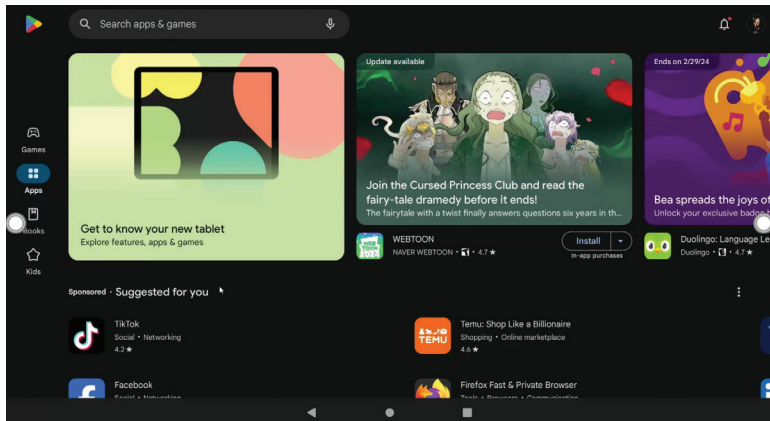 Search apps & games
Games
Apps
Books
Kids
Get to know your new tablet
Explore features, apps & games
Update available
Join the Cursed Princess Club and read the
fairy-tale dramedy before it ends!
The fairytale with a twist finally answers questions six years in th...
WEBTOON
NAVER WEBTOON • 4.7 ★
Install
In-app purchases
Ends on 2/29/24
Bea spreads the joys of
Unlock your exclusive badge
Duolingo: Language Le
Duolingo • 4.7 ★
Sponsored · Suggested for you
TikTok
Social • Networking
4.2 ★
Temu: Shop Like a Billionaire
Shopping • Online marketplace
4.6 ★
TEMU
Facebook
Social • Networking
Firefox Fast & Private Browser
Tools • Browsers • Communication